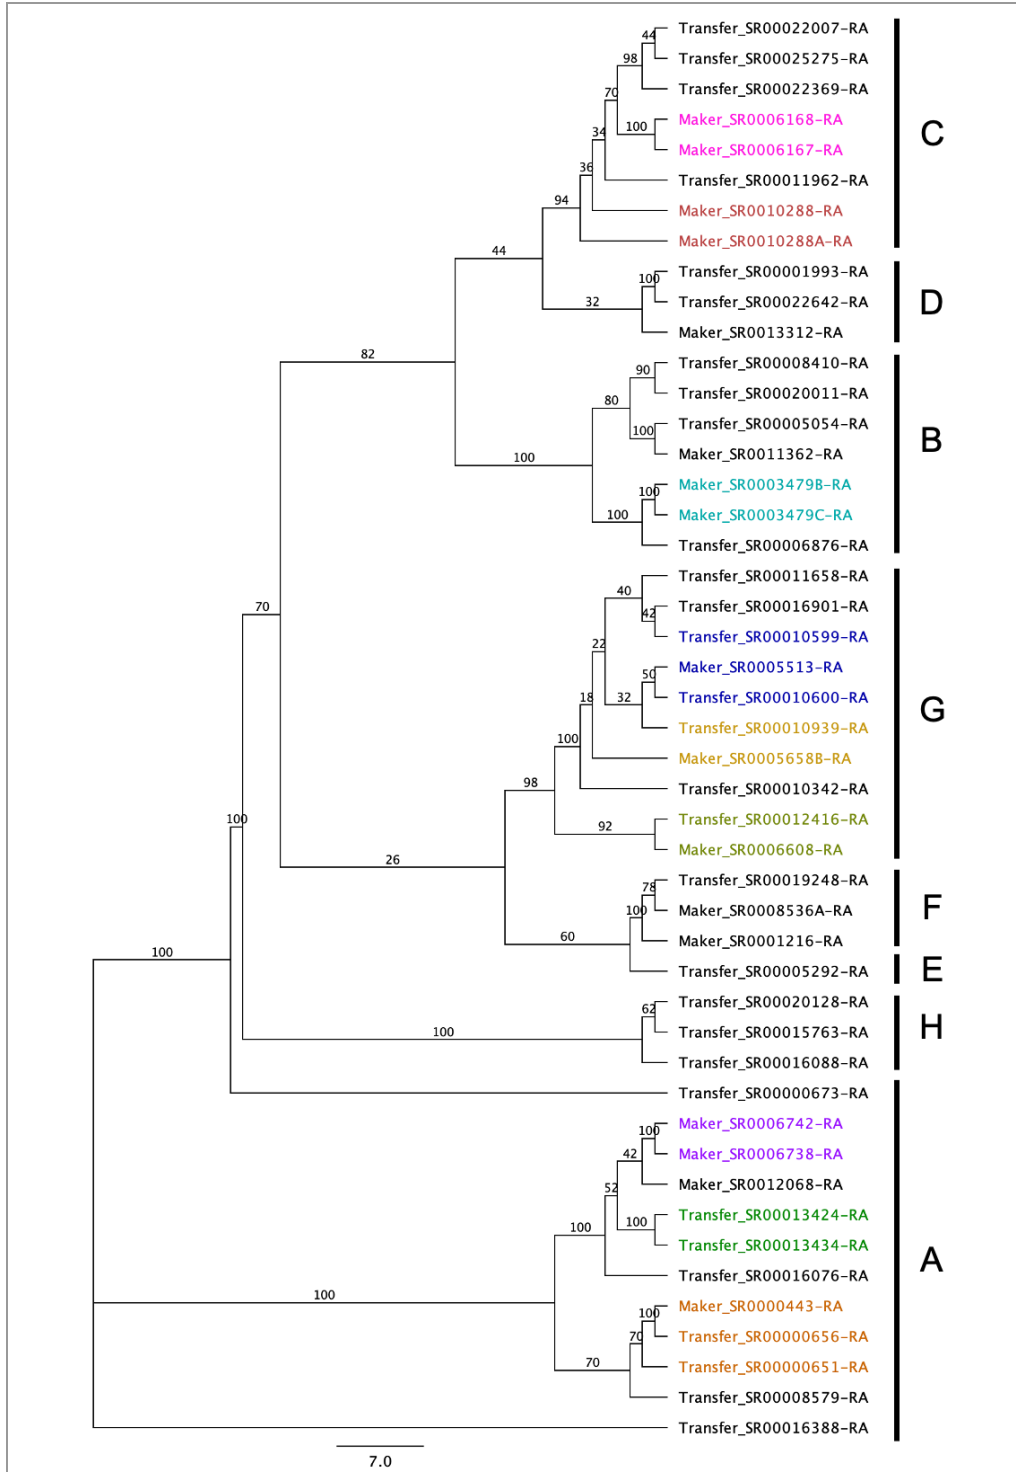 Transfer_SR00022007-RA
44
Transfer_SR00025275-RA
98
Transfer_SR00022369-RA
70
Maker_SR0006168-RA
100
C
34
Maker_SR0006167-RA
36
Transfer_SR00011962-RA
94
Maker_SR0010288-RA
Maker_SR0010288A-RA
44
Transfer_SR00001993-RA
100
Transfer_SR00022642-RA
32
D
Maker_SR0013312-RA
82
Transfer_SR00008410-RA
90
Transfer_SR00020011-RA
80
Transfer_SR00005054-RA
100
B
Maker_SR0011362-RA
100
Maker_SR0003479B-RA
100
Maker_SR0003479C-RA
100
Transfer_SR00006876-RA
Transfer_SR00011658-RA
40
70
Transfer_SR00016901-RA
42
Transfer_SR00010599-RA
22
Maker_SR0005513-RA
50
18
32
Transfer_SR00010600-RA
G
Transfer_SR00010939-RA
100
Maker_SR0005658B-RA
98
Transfer_SR00010342-RA
100
92
Transfer_SR00012416-RA
Maker_SR0006608-RA
26
Transfer_SR00019248-RA
78
100
Maker_SR0008536A-RA
F
60
Maker_SR0001216-RA
100
Transfer_SR00005292-RA
E
Transfer_SR00020128-RA
62
100
Transfer_SR00015763-RA
H
Transfer_SR00016088-RA
Transfer_SR00000673-RA
Maker_SR0006742-RA
100
42
Maker_SR0006738-RA
52
Maker_SR0012068-RA
100
100
Transfer_SR00013424-RA
Transfer_SR00013434-RA
A
Transfer_SR00016076-RA
100
Maker_SR0000443-RA
100
70
Transfer_SR00000656-RA
70
Transfer_SR00000651-RA
Transfer_SR00008579-RA
Transfer_SR00016388-RA
7.0